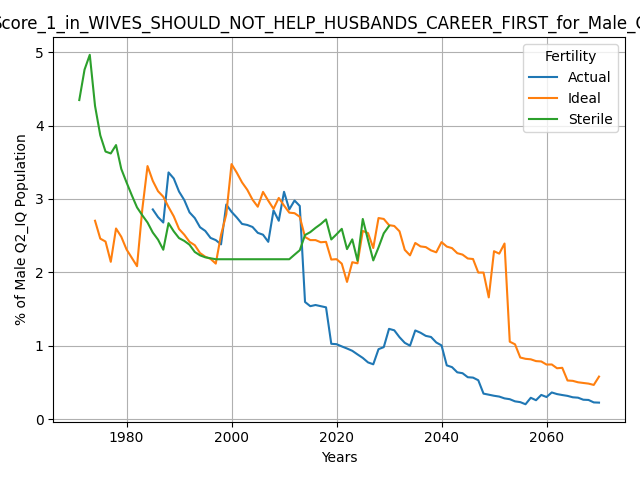 Score_1_in_WIVES_SHOULD_NOT_HELP_HUSBANDS_CAREER_FIRST_for_Male_
Fertility
Actual
Ideal
Sterile
% of Male Q2_IQ Population
5
4
3
2
1
0
1980 2000 2020 2040 2060
Years